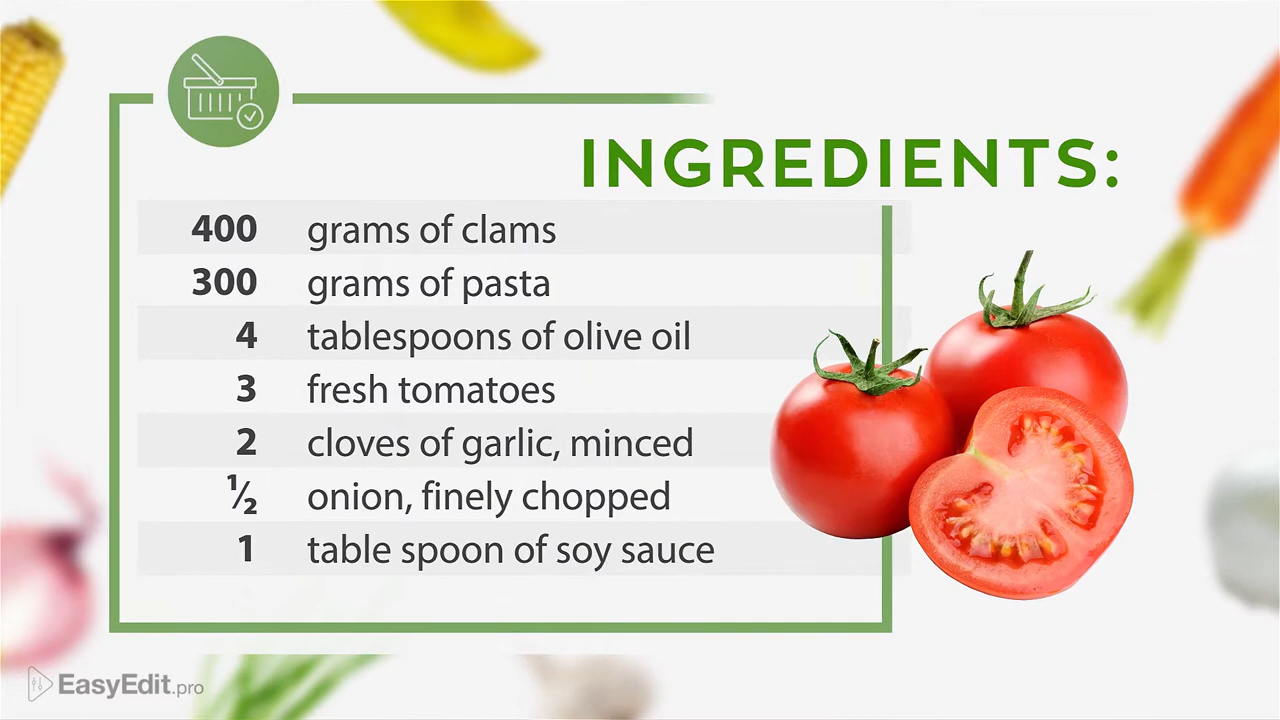 INGREDIENTS:
400 grams of clams
300 grams of pasta
4 tablespoons of olive oil
3 fresh tomatoes
2 cloves of garlic, minced
½ onion, finely chopped
1 table spoon of soy sauce
EasyEdit.pro